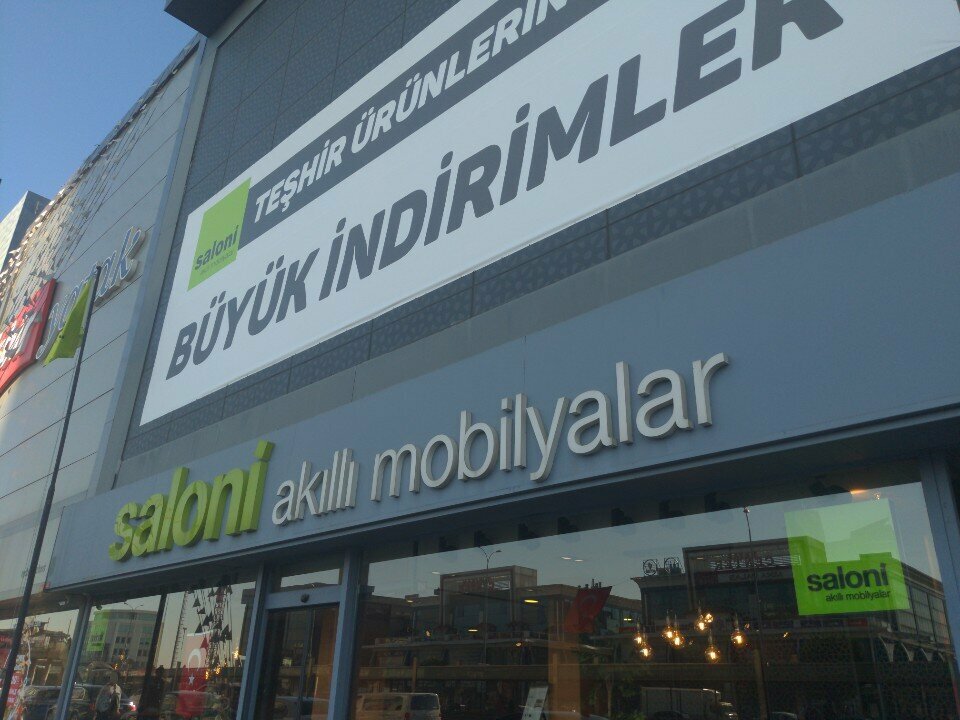 TEŞHİR ÜRÜNLERİN
saloni
BÜYÜK İNDİRİMLER
saloni akıllı mobilyalar
saloni
akıllı mobilyalar